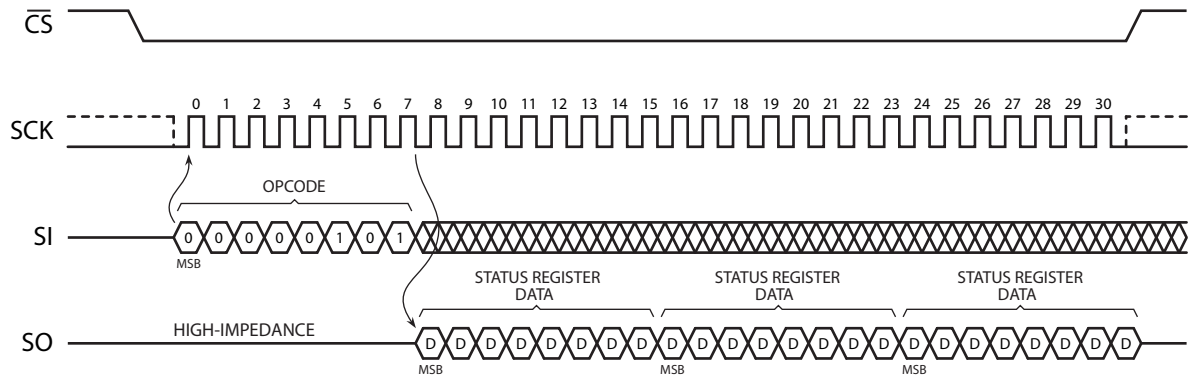 CS
0 1 2 3 4 5 6 7 8 9 10 11 12 13 14 15 16 17 18 19 20 21 22 23 24 25 26 27 28 29 30
SCK
OPCODE
SI 0 0 0 0 0 1 0 1
MSB
STATUS REGISTER DATA
STATUS REGISTER DATA
STATUS REGISTER DATA
HIGH-IMPEDANCE
SO D D D D D D D D D D D D D D D D D D D D D D D D
MSB MSB MSB